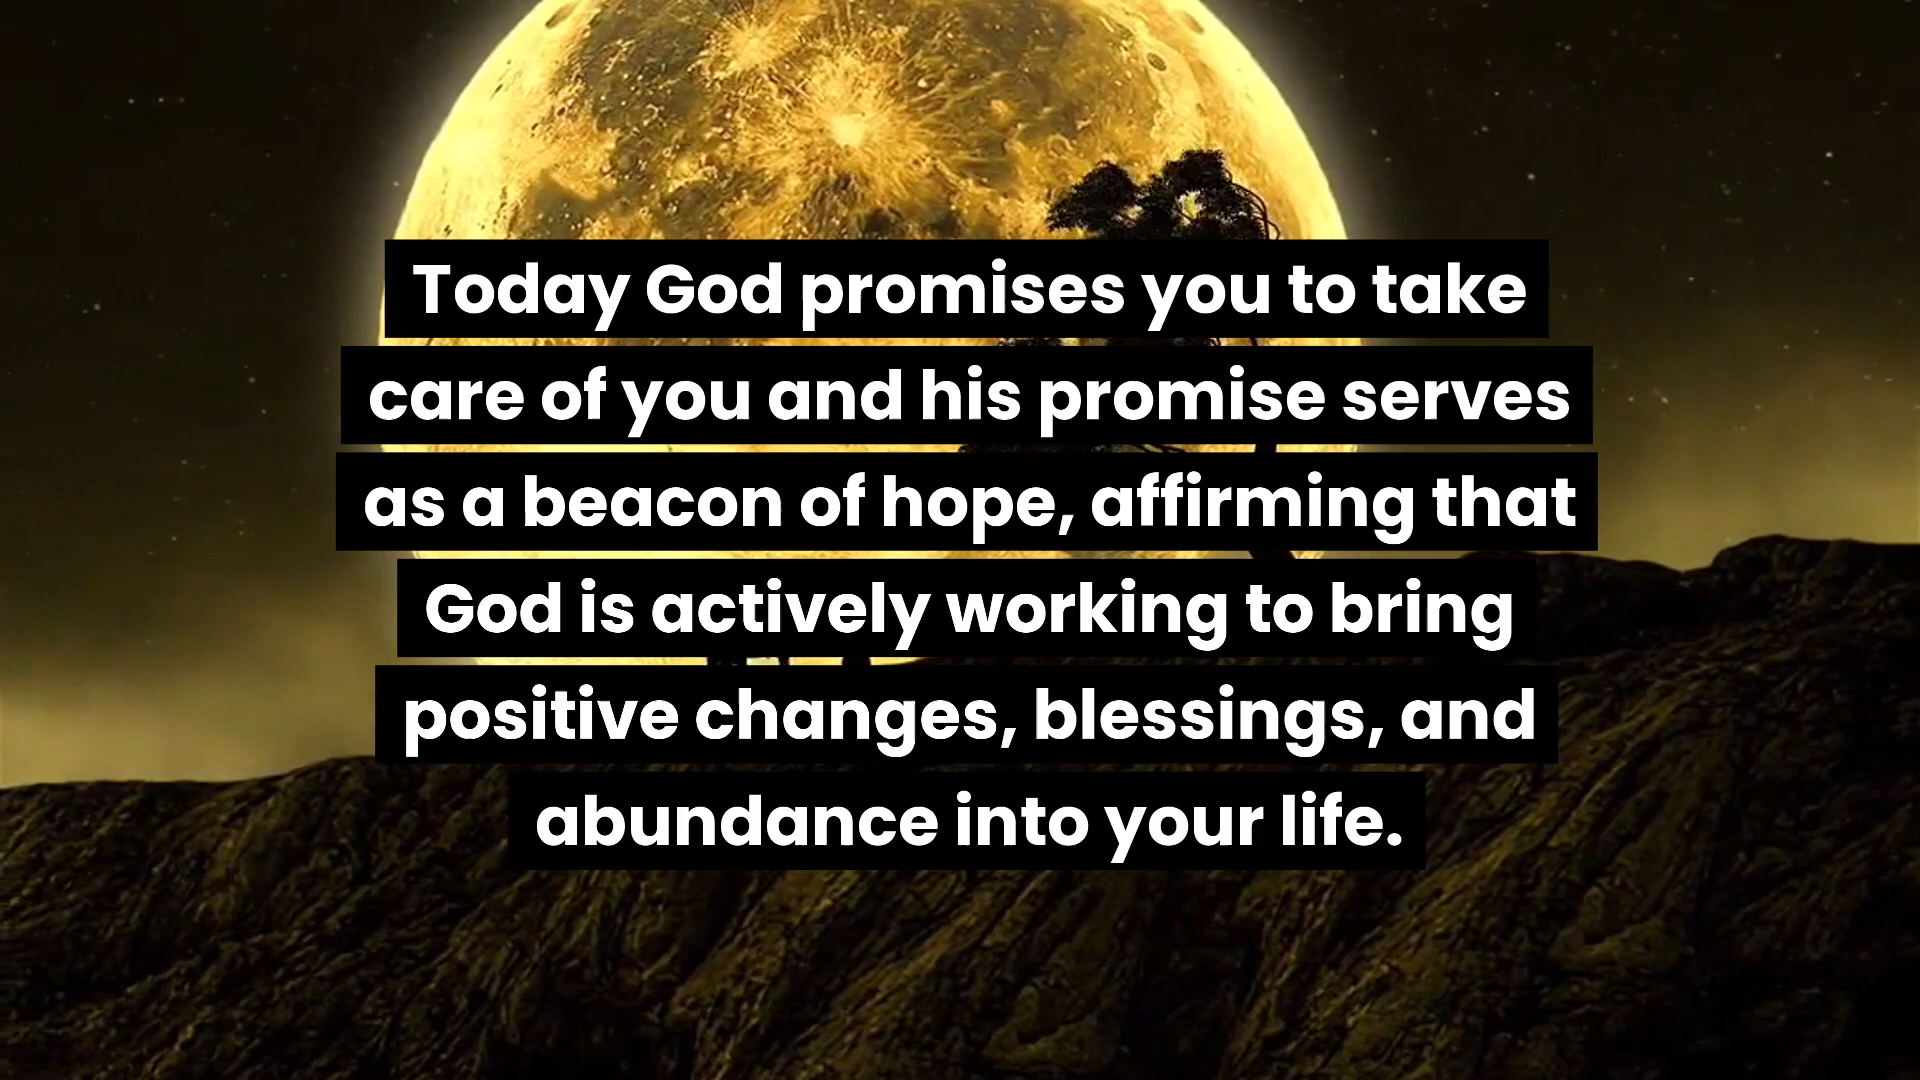 Today God promises you to take
care of you and his promise serves
as a beacon of hope, affirming that
God is actively working to bring
positive changes, blessings, and
abundance into your life.